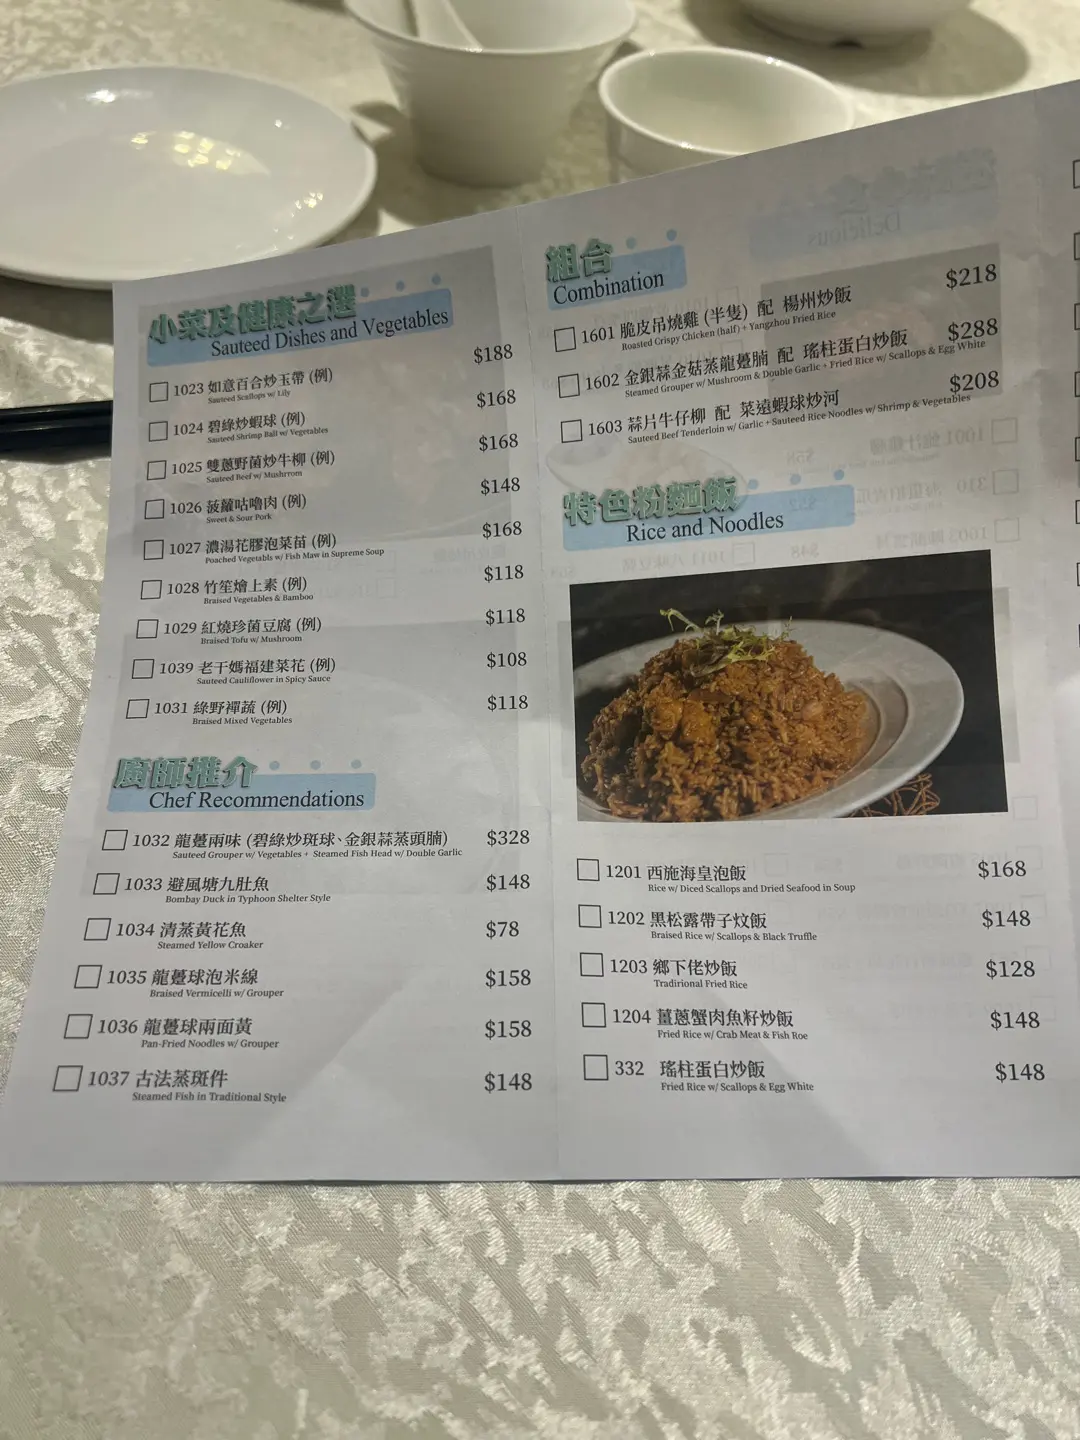 小菜及健康之選
Sauteed Dishes and Vegetables
1023 如意百合炒玉帶 (例) $188
Sauteed Scallops w/ Lily
1024 碧綠炒蝦球 (例) $168
Sauteed Shrimp Ball w/ Vegetables
1025 雙蔥野菌炒牛柳 (例) $168
Sauteed Beef w/ Mushrrom
1026 菠蘿咕嚕肉 (例) $148
Sweet & Sour Pork
1027 濃湯花膠泡菜苗 (例) $168
Poached Vegetabls w/ Fish Maw in Supreme Soup
1028 竹笙燴上素 (例) $118
Braised Vegetables & Bamboo
1029 紅燒珍菌豆腐 (例) $118
Braised Tofu w/ Mushroom
1039 老干媽福建菜花 (例) $108
Sauteed Cauliflower in Spicy Sauce
1031 綠野禪蔬 (例) $118
Braised Mixed Vegetables
廚師推介
Chef Recommendations
1032 龍躉兩味 (碧綠炒斑球、金銀蒜蒸頭腩) $328
Sauteed Grouper w/ Vegetables + Steamed Fish Head w/ Double Garlic
1033 避風塘九肚魚 $148
Bombay Duck in Typhoon Shelter Style
1034 清蒸黃花魚 $78
Steamed Yellow Croaker
1035 龍躉球泡米線 $158
Braised Vermicelli w/ Grouper
1036 龍躉球兩面黃 $158
Pan-Fried Noodles w/ Grouper
1037 古法蒸斑件 $148
Steamed Fish in Traditional Style
組合
Combination
1601 脆皮吊燒雞 (半隻) 配 楊州炒飯 $218
Roasted Crispy Chicken (half) + Yangzhou Fried Rice
1602 金銀蒜金菇蒸龍躉腩 配 瑤柱蛋白炒飯 $288
Steamed Grouper w/ Mushroom & Double Garlic + Fried Rice w/ Scallops & Egg White
1603 蒜片牛仔柳 配 菜遠蝦球炒河 $208
Sauteed Beef Tenderloin w/ Garlic + Sauteed Rice Noodles w/ Shrimp & Vegetables
特色粉麵飯
Rice and Noodles
1201 西施海皇泡飯 $168
Rice w/ Diced Scallops and Dried Seafood in Soup
1202 黑松露帶子炆飯 $148
Braised Rice w/ Scallops & Black Truffle
1203 鄉下佬炒飯 $128
Tradirional Fried Rice
1204 薑蔥蟹肉魚籽炒飯 $148
Fried Rice w/ Crab Meat & Fish Roe
332 瑤柱蛋白炒飯 $148
Fried Rice w/ Scallops & Egg White